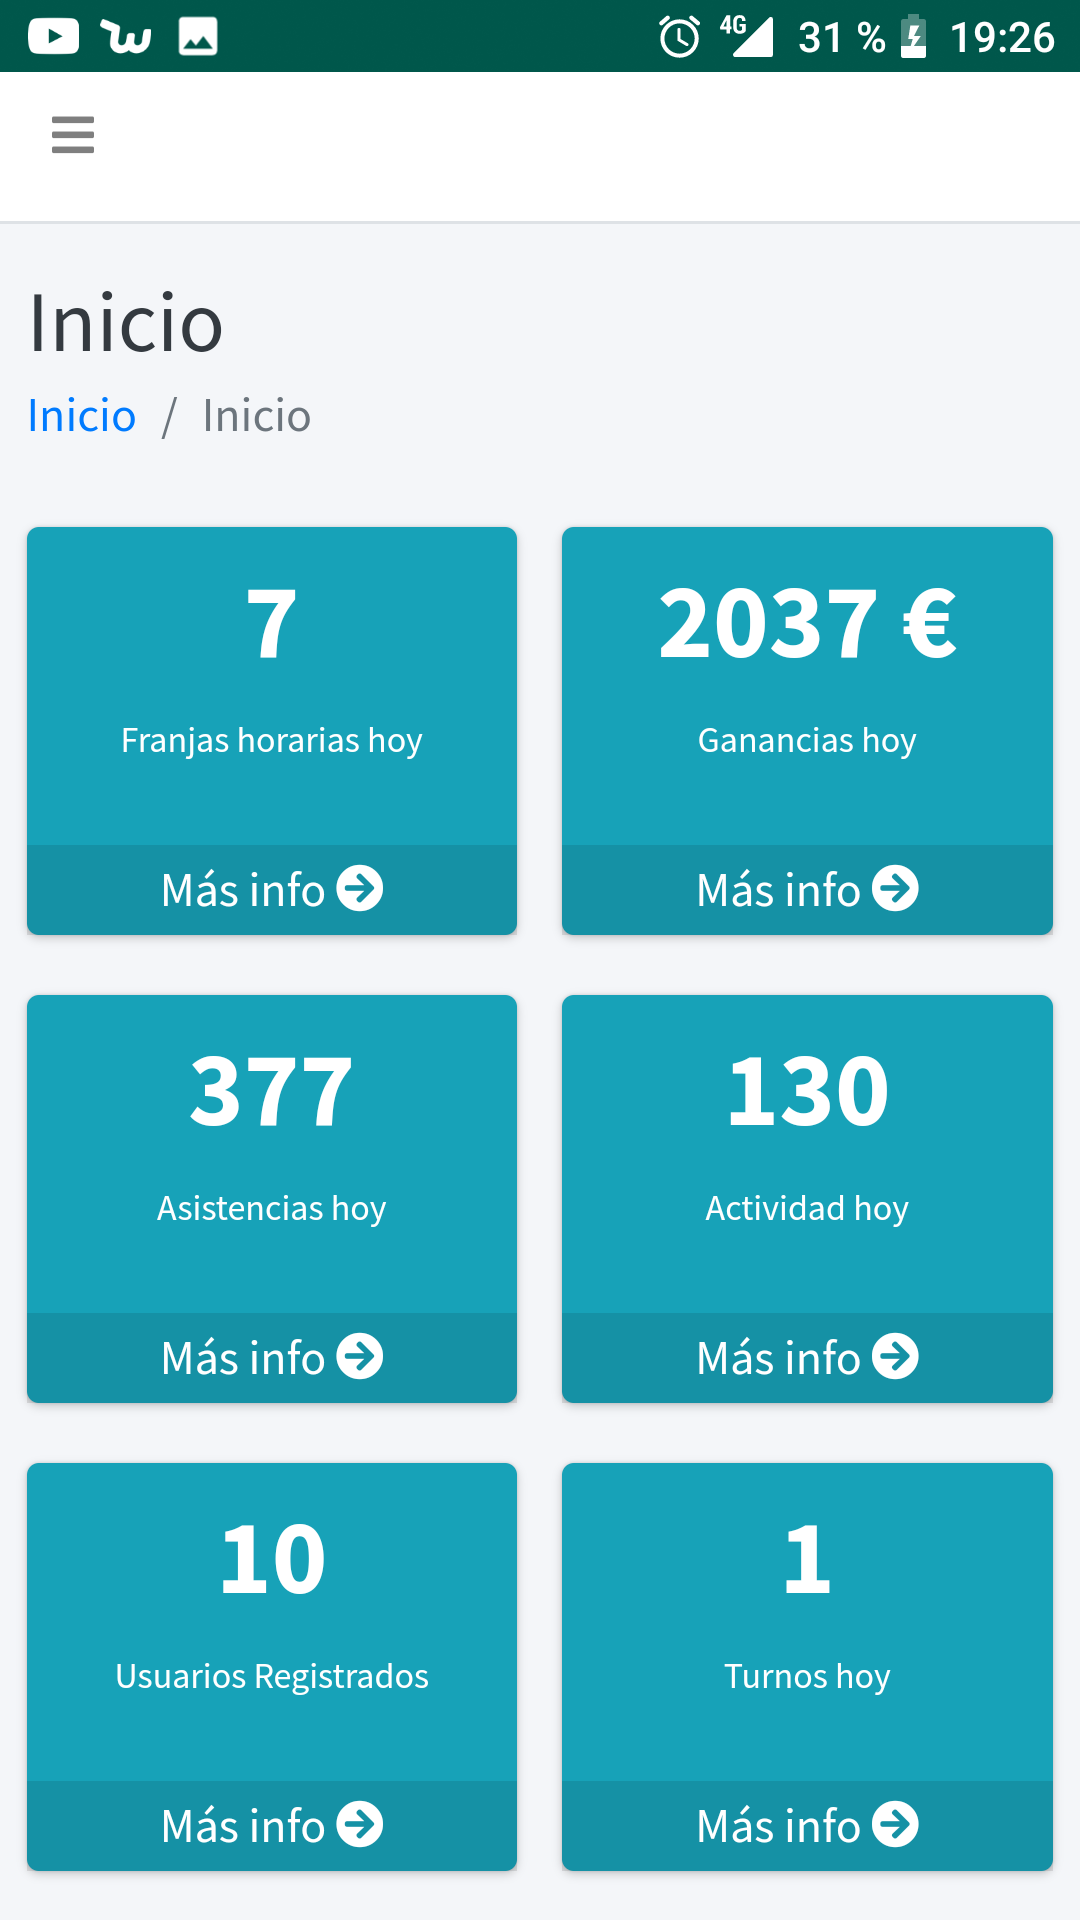 4G 31 % 19:26
Inicio
Inicio / Inicio
7
Franjas horarias hoy
Más info
2037 €
Ganancias hoy
Más info
377
Asistencias hoy
Más info
130
Actividad hoy
Más info
10
Usuarios Registrados
Más info
1
Turnos hoy
Más info